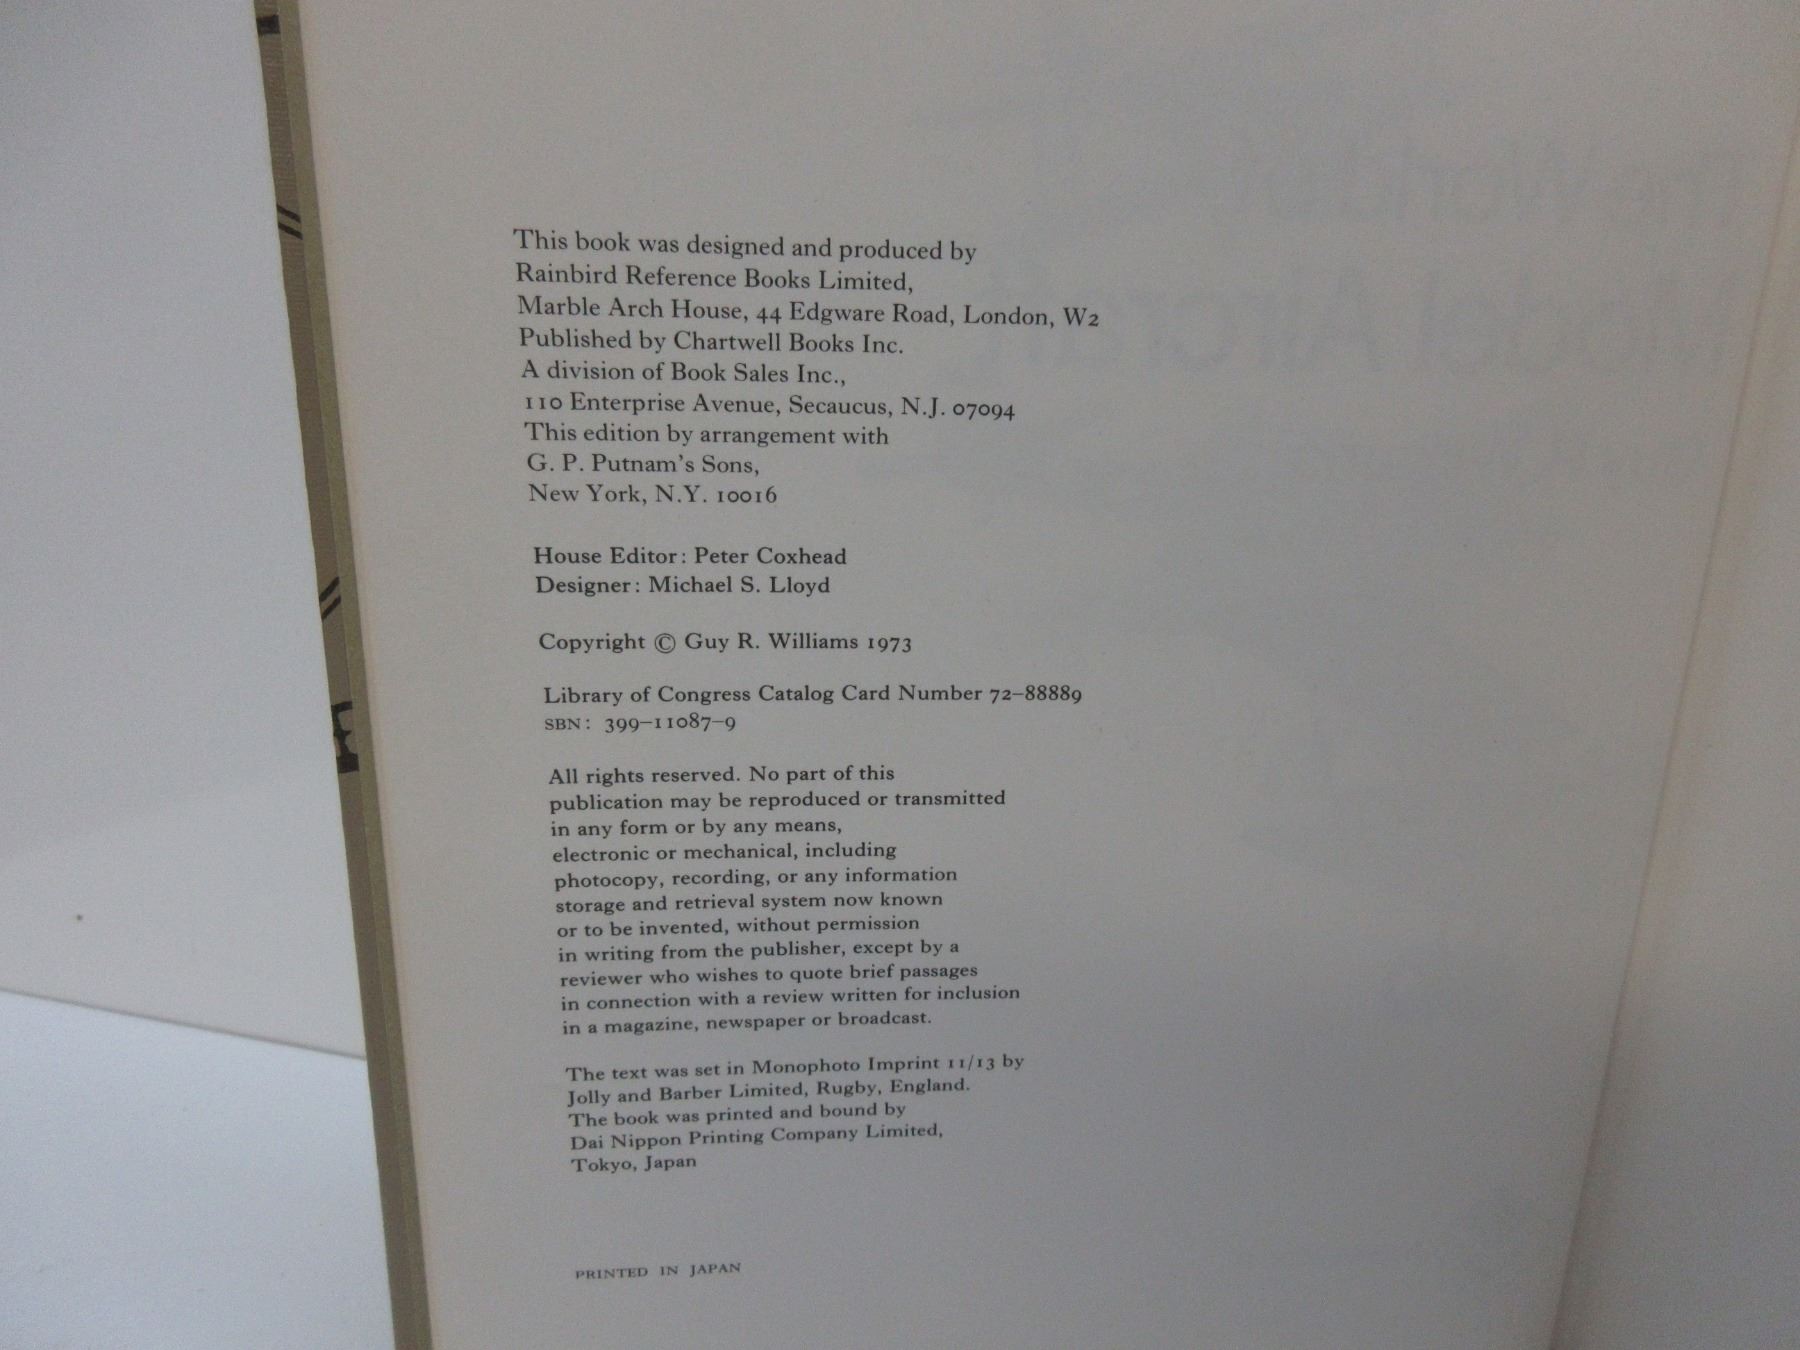 This book was designed and produced by
Rainbird Reference Books Limited,
Marble Arch House, 44 Edgware Road, London, W2
Published by Chartwell Books Inc.
A division of Book Sales Inc.,
110 Enterprise Avenue, Secaucus, N.J. 07094
This edition by arrangement with
G. P. Putnam's Sons,
New York, N.Y. 10016
House Editor: Peter Coxhead
Designer: Michael S. Lloyd
Copyright © Guy R. Williams 1973
Library of Congress Catalog Card Number 72–88889
SBN: 399–11087–9
All rights reserved. No part of this
publication may be reproduced or transmitted
in any form or by any means,
electronic or mechanical, including
photocopy, recording, or any information
storage and retrieval system now known
or to be invented, without permission
in writing from the publisher, except by a
reviewer who wishes to quote brief passages
in connection with a review written for inclusion
in a magazine, newspaper or broadcast.
The text was set in Monophoto Imprint 11/13 by
Jolly and Barber Limited, Rugby, England.
The book was printed and bound by
Dai Nippon Printing Company Limited,
Tokyo, Japan
PRINTED IN JAPAN